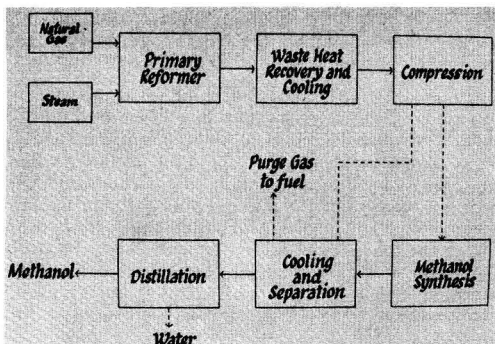 Natural
Gas
Steam
Primary
Reformer
Waste Heat
Recovery and
Cooling
Compression
Purge Gas
to fuel
Methanol
Distillation
Cooling
and
Separation
Methanol
Synthesis
Water